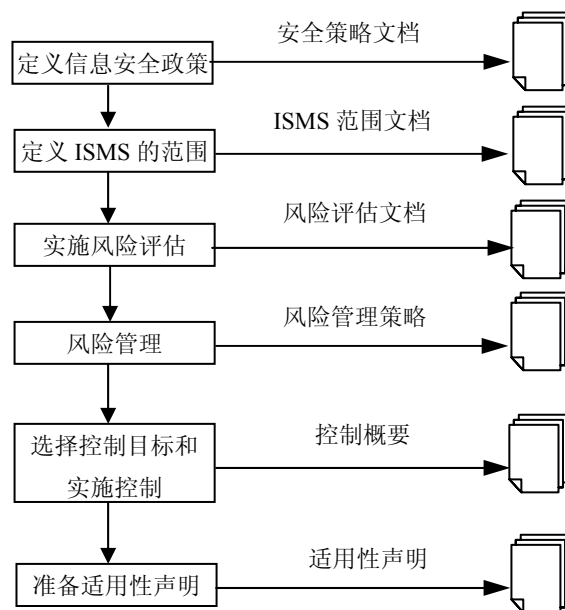 安全策略文档
定义信息安全政策
ISMS 范围文档
定义 ISMS 的范围
风险评估文档
实施风险评估
风险管理策略
风险管理
选择控制目标和
实施控制
控制概要
适用性声明
准备适用性声明